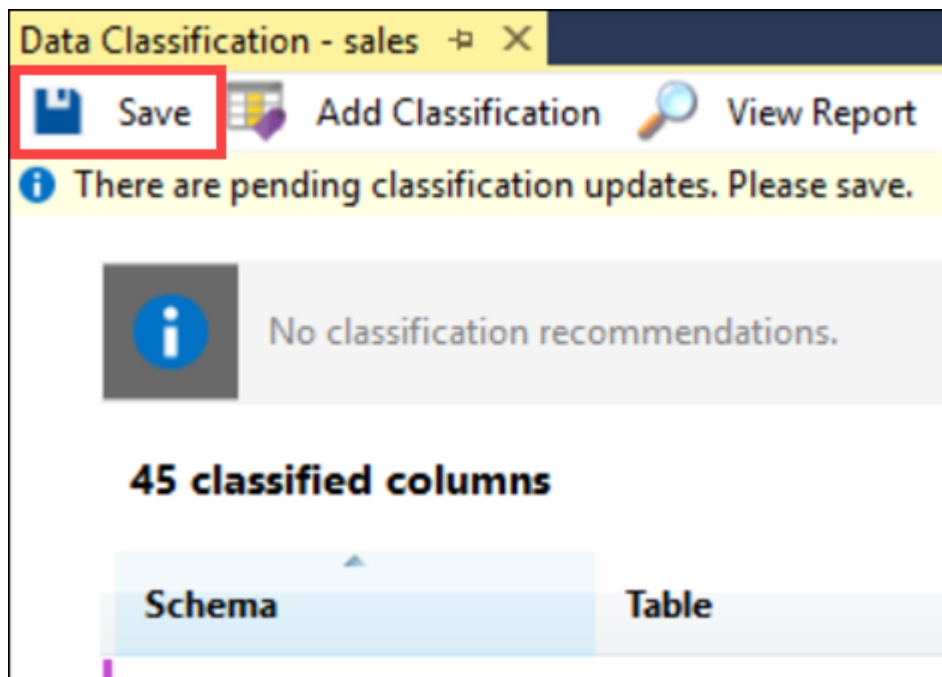 Data Classification - sales
Save Add Classification View Report
There are pending classification updates. Please save.
No classification recommendations.
45 classified columns
Schema Table